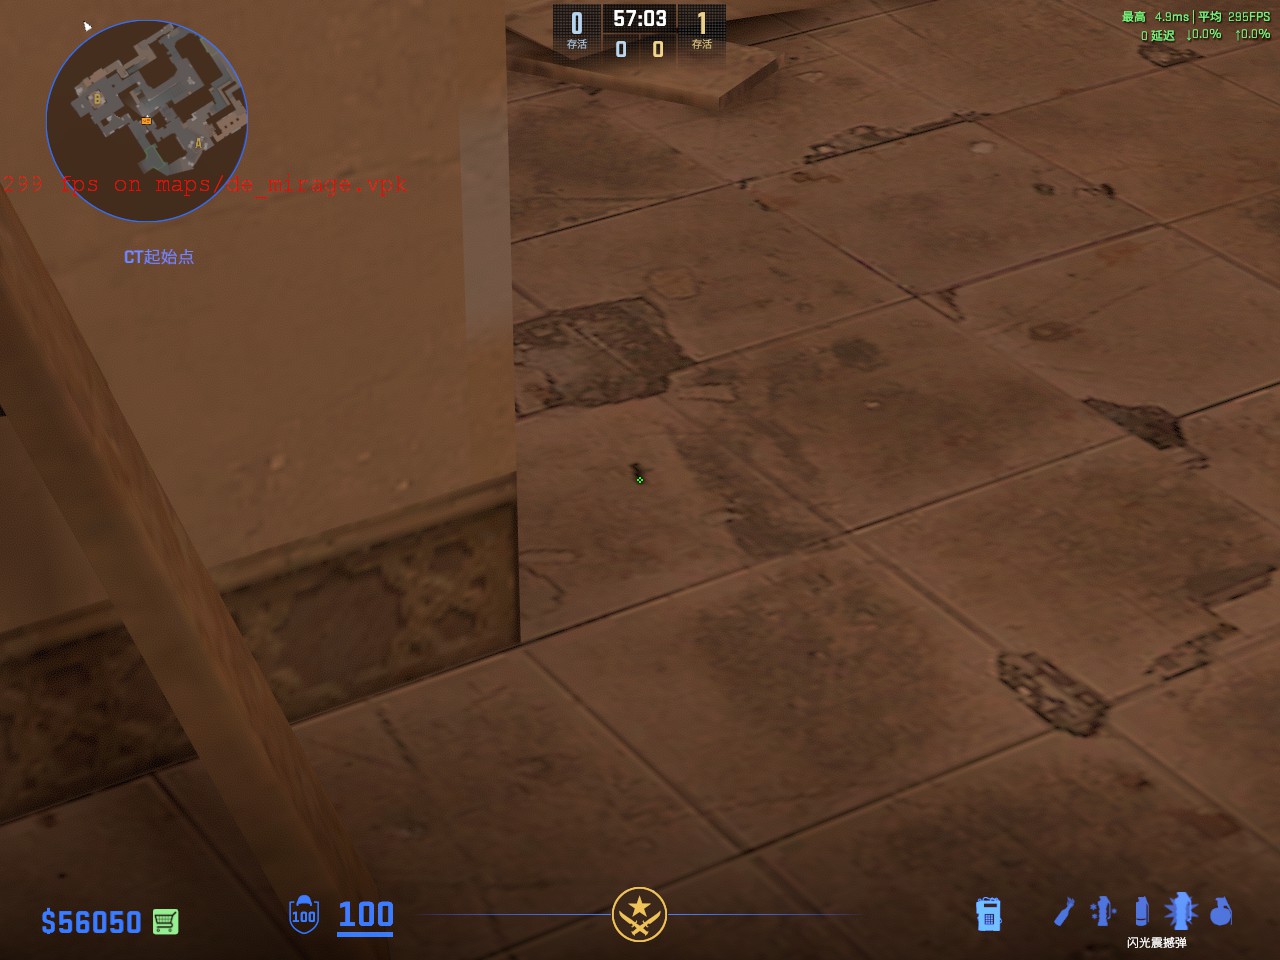 0
存活
57:03
0 0
1
存活
最高 4.9ms | 平均 295FPS
0 延迟 ↓0.0% ↑0.0%
B
A
299 fps on maps/de_mirage.vpk
CT起始点
$56050
100
100
闪光震撼弹